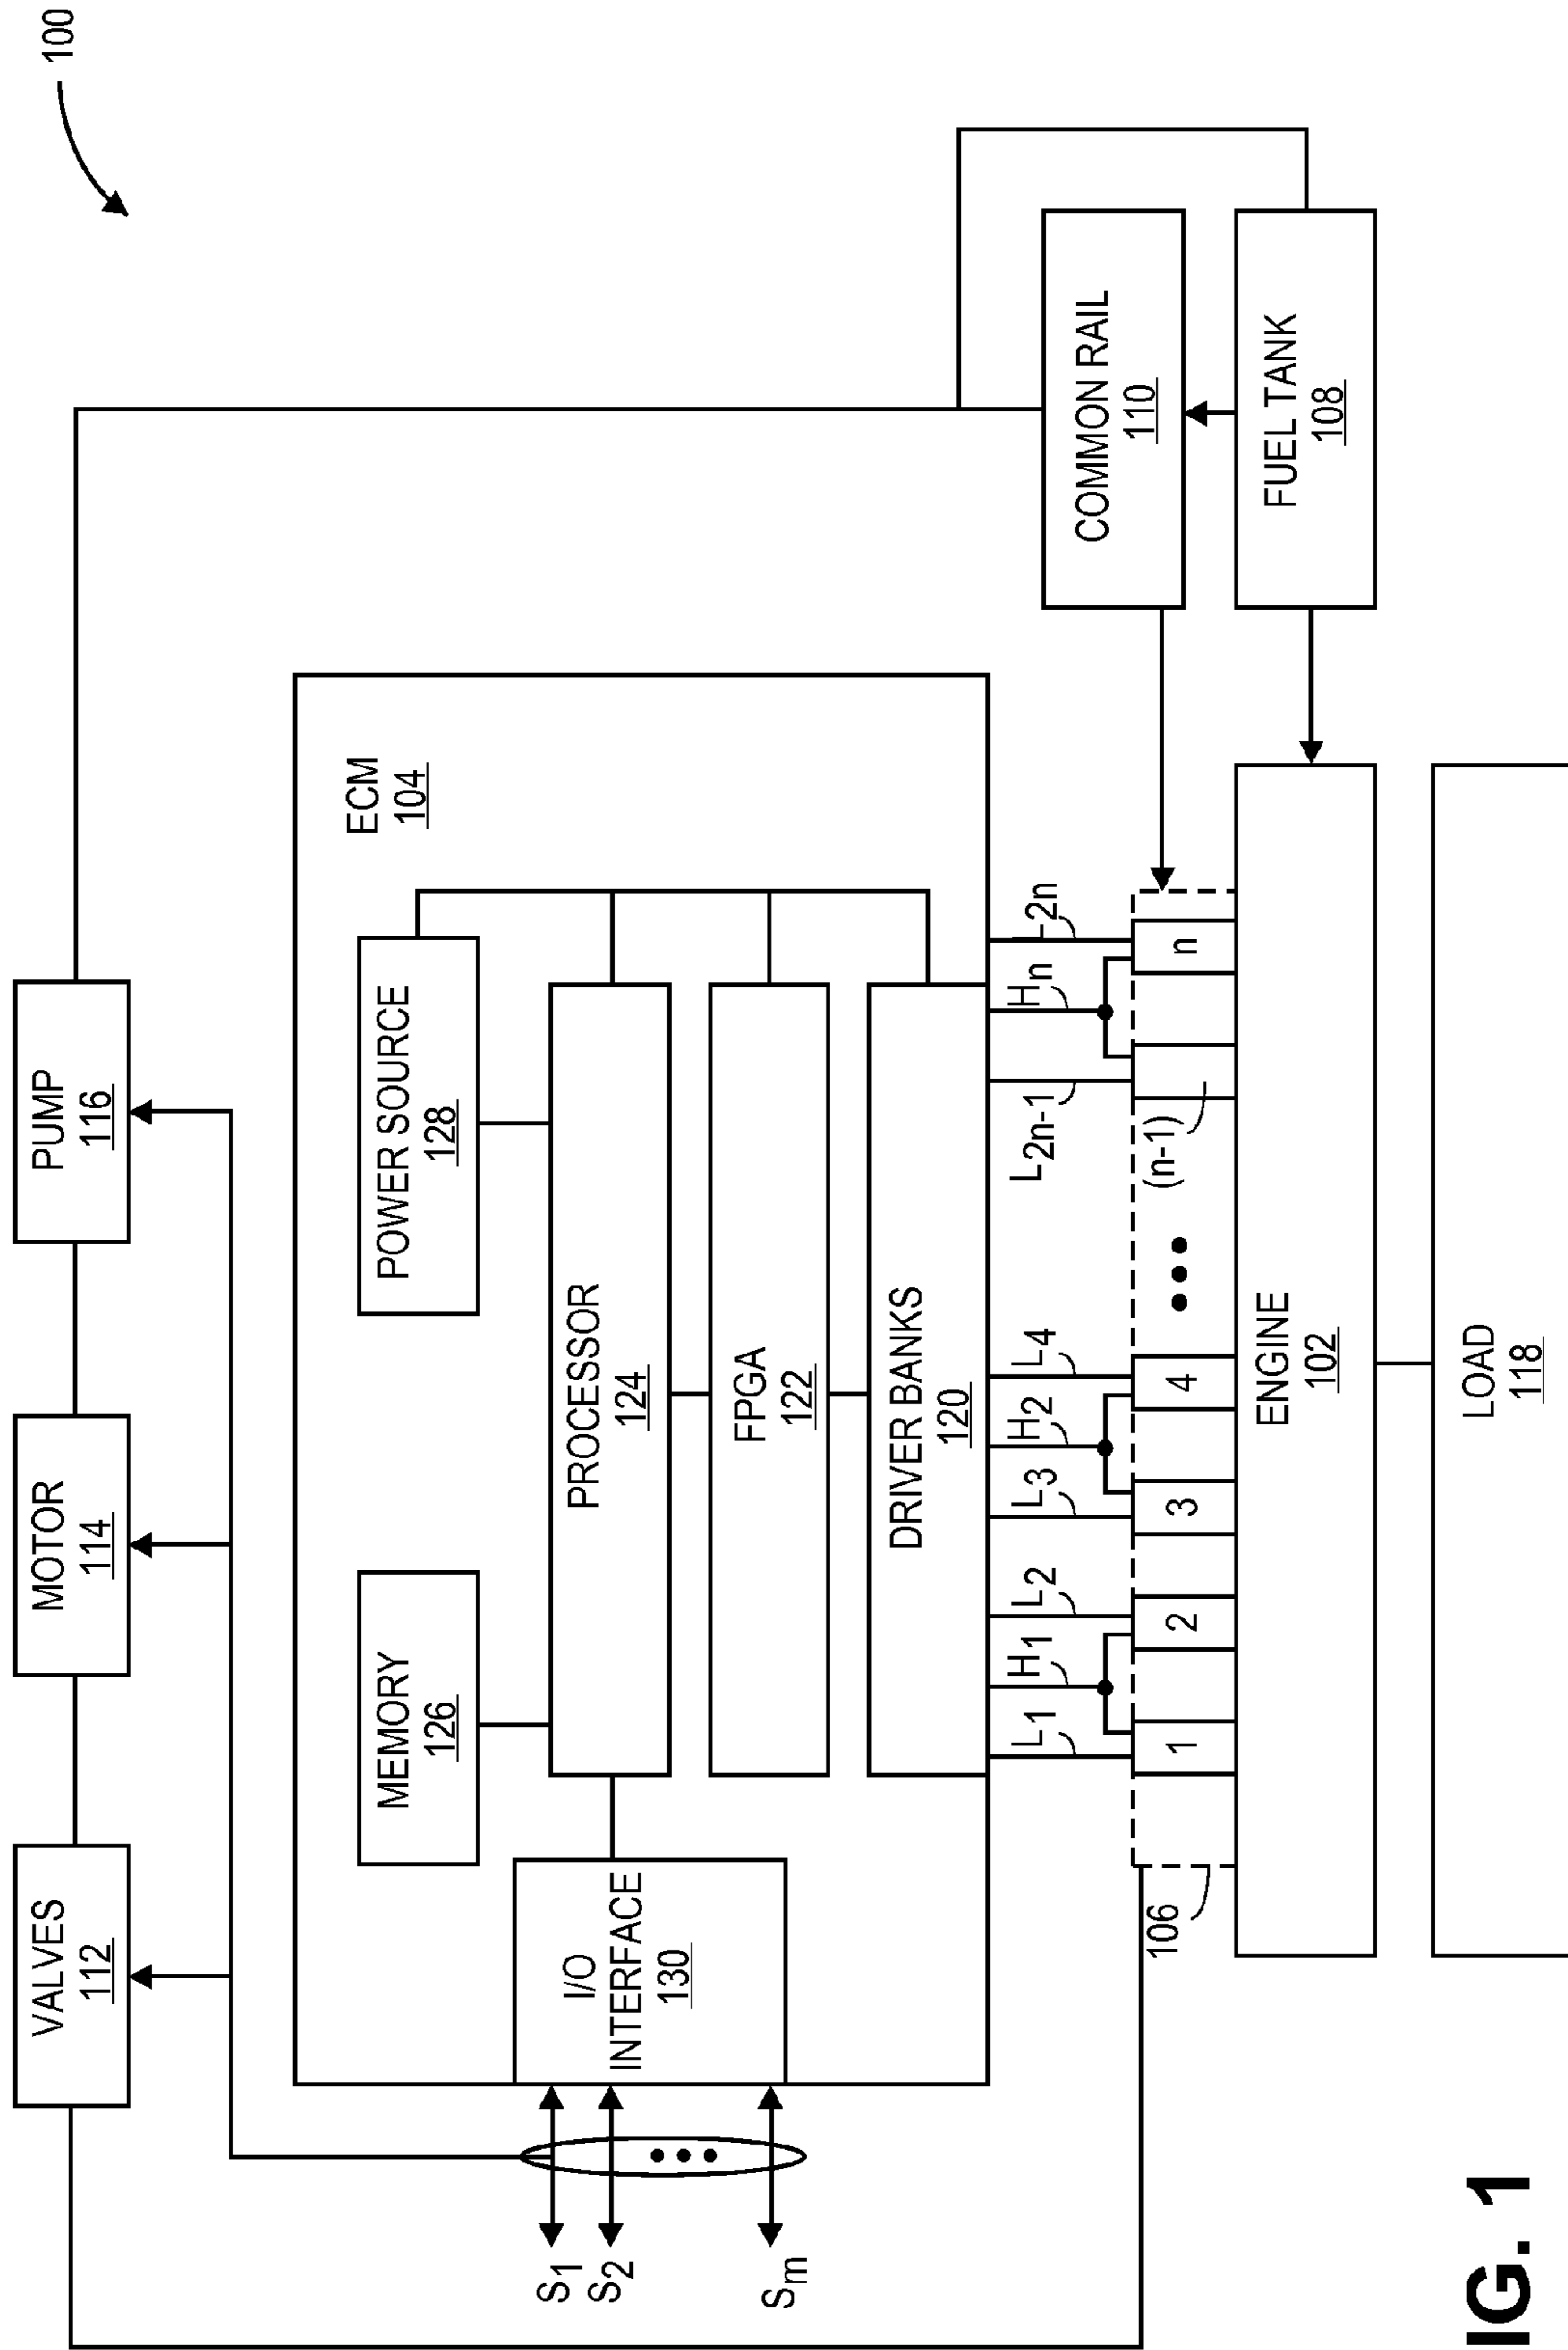 100
VALVES
112
MOTOR
114
PUMP
116
ECM
104
MEMORY
126
POWER SOURCE
128
I/O
INTERFACE
130
PROCESSOR
124
FPGA
122
DRIVER BANKS
120
S1
S2
Sm
L1
H1
L2
L3
H2
L4
L2n-1
Hn
L2n
106
1
2
3
4
(n-1)
n
COMMON RAIL
110
FUEL TANK
108
ENGINE
102
LOAD
118
IG. 1